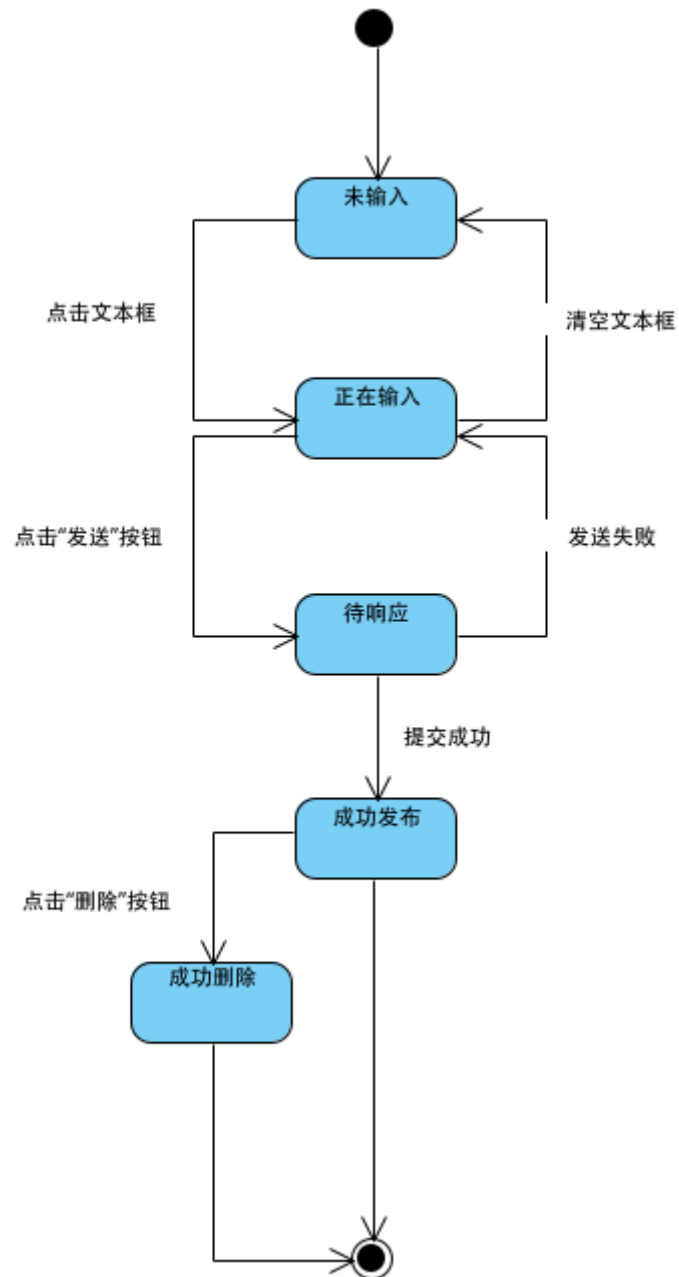 未输入
点击文本框
清空文本框
正在输入
点击“发送”按钮
发送失败
待响应
提交成功
成功发布
点击“删除”按钮
成功删除